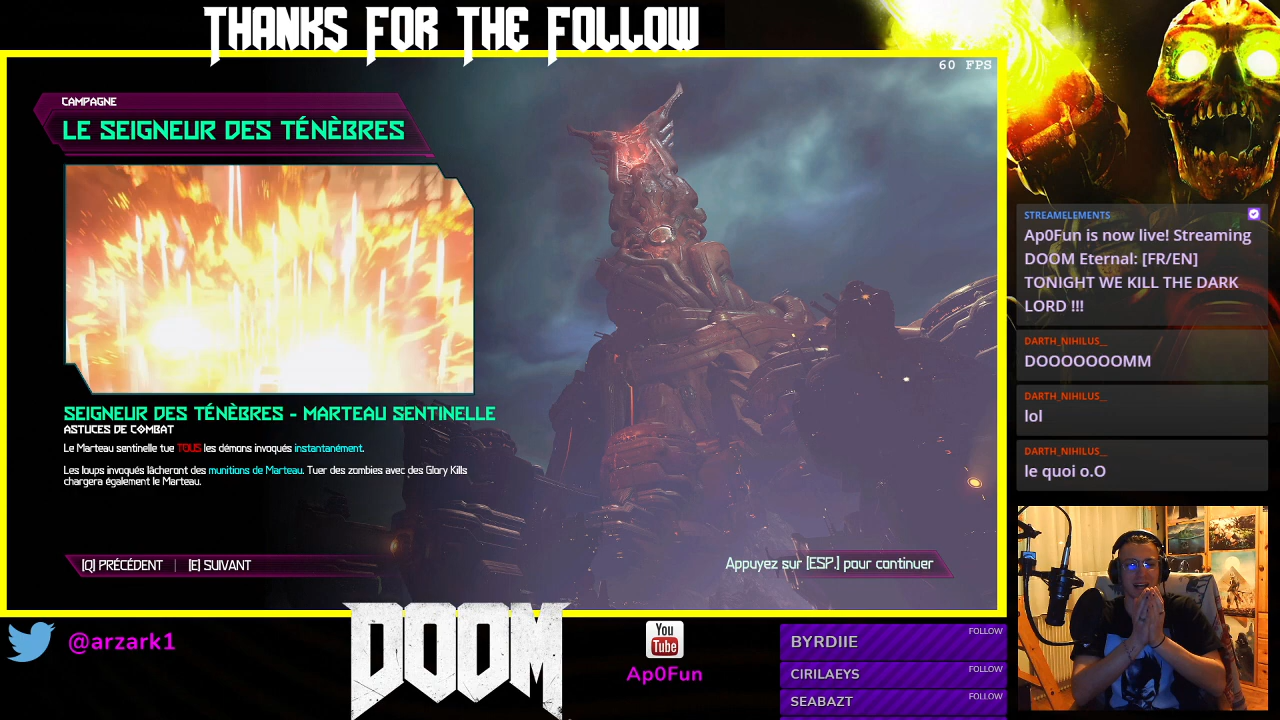 THANKS FOR THE FOLLOW
60 FPS
CAMPAGNE
LE SEIGNEUR DES TÉNÈBRES
SEIGNEUR DES TÉNÈBRES - MARTEAU SENTINELLE
ASTUCES DE COMBAT
Le Marteau sentinelle tue TOUS les démons invoqués instantanément.
Les loups invoqués lâcheront des munitions de Marteau. Tuer des zombies avec des Glory Kills
chargera également le Marteau.
[Q] PRÉCÉDENT | [E] SUIVANT
Appuyez sur [ESP.] pour continuer
STREAMELEMENTS
Ap0Fun is now live! Streaming
DOOM Eternal: [FR/EN]
TONIGHT WE KILL THE DARK
LORD !!!
DARTH_NIHILUS__
DOOOOOOOMM
DARTH_NIHILUS__
lol
DARTH_NIHILUS__
le quoi o.O
@arzark1
DOOM
You
Tube
Ap0Fun
BYRDIIE FOLLOW
CIRILAEYS FOLLOW
SEABAZT FOLLOW